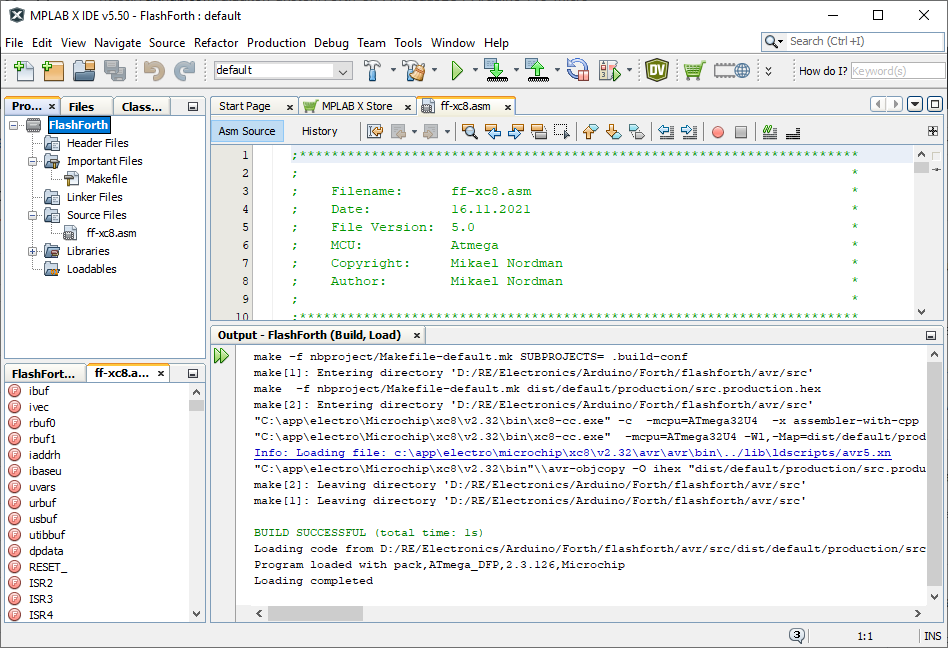 MPLAB X IDE v5.50 - FlashForth : default
File Edit View Navigate Source Refactor Production Debug Team Tools Window Help
Search (Ctrl+I)
default
How do I? Keyword(s)
Pro... × Files Class...
FlashForth
Header Files
Important Files
Makefile
Linker Files
Source Files
ff-xc8.asm
Libraries
Loadables
Start Page × MPLAB X Store × ff-xc8.asm ×
Asm Source History
1 ;***************************************************************************
2 ; *
3 ; Filename: ff-xc8.asm *
4 ; Date: 16.11.2021 *
5 ; File Version: 5.0 *
6 ; MCU: Atmega *
7 ; Copyright: Mikael Nordman *
8 ; Author: Mikael Nordman *
9 ; *
10 ;***************************************************************************
FlashFort... ff-xc8.a... ×
ibuf
ivec
rbuf0
rbuf1
iaddrh
ibaseu
uvars
urbuf
usbuf
utibbuf
dpdata
RESET_
ISR2
ISR3
ISR4
Output - FlashForth (Build, Load) ×
make -f nbproject/Makefile-default.mk SUBPROJECTS= .build-conf
make[1]: Entering directory 'D:/RE/Electronics/Arduino/Forth/flashforth/avr/src'
make -f nbproject/Makefile-default.mk dist/default/production/src.production.hex
make[2]: Entering directory 'D:/RE/Electronics/Arduino/Forth/flashforth/avr/src'
"C:\app\electro\Microchip\xc8\v2.32\bin\xc8-cc.exe" -c -mcpu=ATmega32U4 -x assembler-with-cpp
"C:\app\electro\Microchip\xc8\v2.32\bin\xc8-cc.exe" -mcpu=ATmega32U4 -Wl,-Map=dist/default/prod
Info: Loading file: c:\app\electro\microchip\xc8\v2.32\avr\avr\bin\../lib\ldscripts/avr5.xn
"C:\app\electro\Microchip\xc8\v2.32\bin"\\avr-objcopy -O ihex "dist/default/production/src.produ
make[2]: Leaving directory 'D:/RE/Electronics/Arduino/Forth/flashforth/avr/src'
make[1]: Leaving directory 'D:/RE/Electronics/Arduino/Forth/flashforth/avr/src'
BUILD SUCCESSFUL (total time: 1s)
Loading code from D:/RE/Electronics/Arduino/Forth/flashforth/avr/src/dist/default/production/src
Program loaded with pack,ATmega_DFP,2.3.126,Microchip
Loading completed
3 1:1 INS